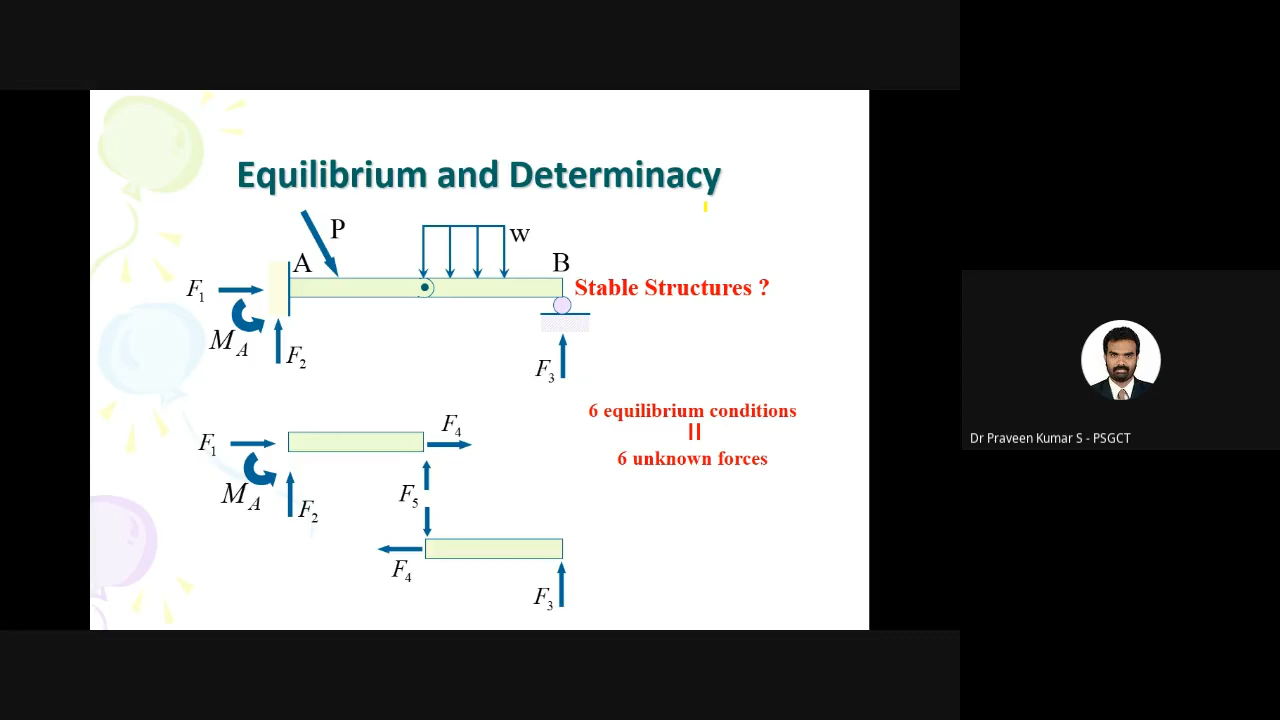 Equilibrium and Determinacy
P
w
A
B
F1
Stable Structures ?
MA
F2
F3
6 equilibrium conditions
=
6 unknown forces
F1
F4
MA
F5
F2
F4
F3
Dr Praveen Kumar S - PSGCT